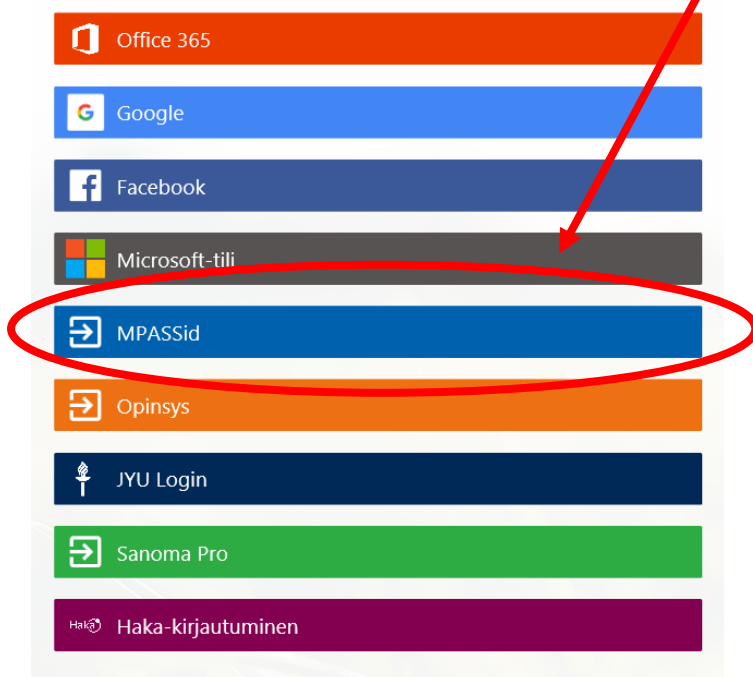 Office 365
G Google
f Facebook
Microsoft-tili
MPASSid
Opinsys
JYU Login
Sanoma Pro
Haka Haka-kirjautuminen